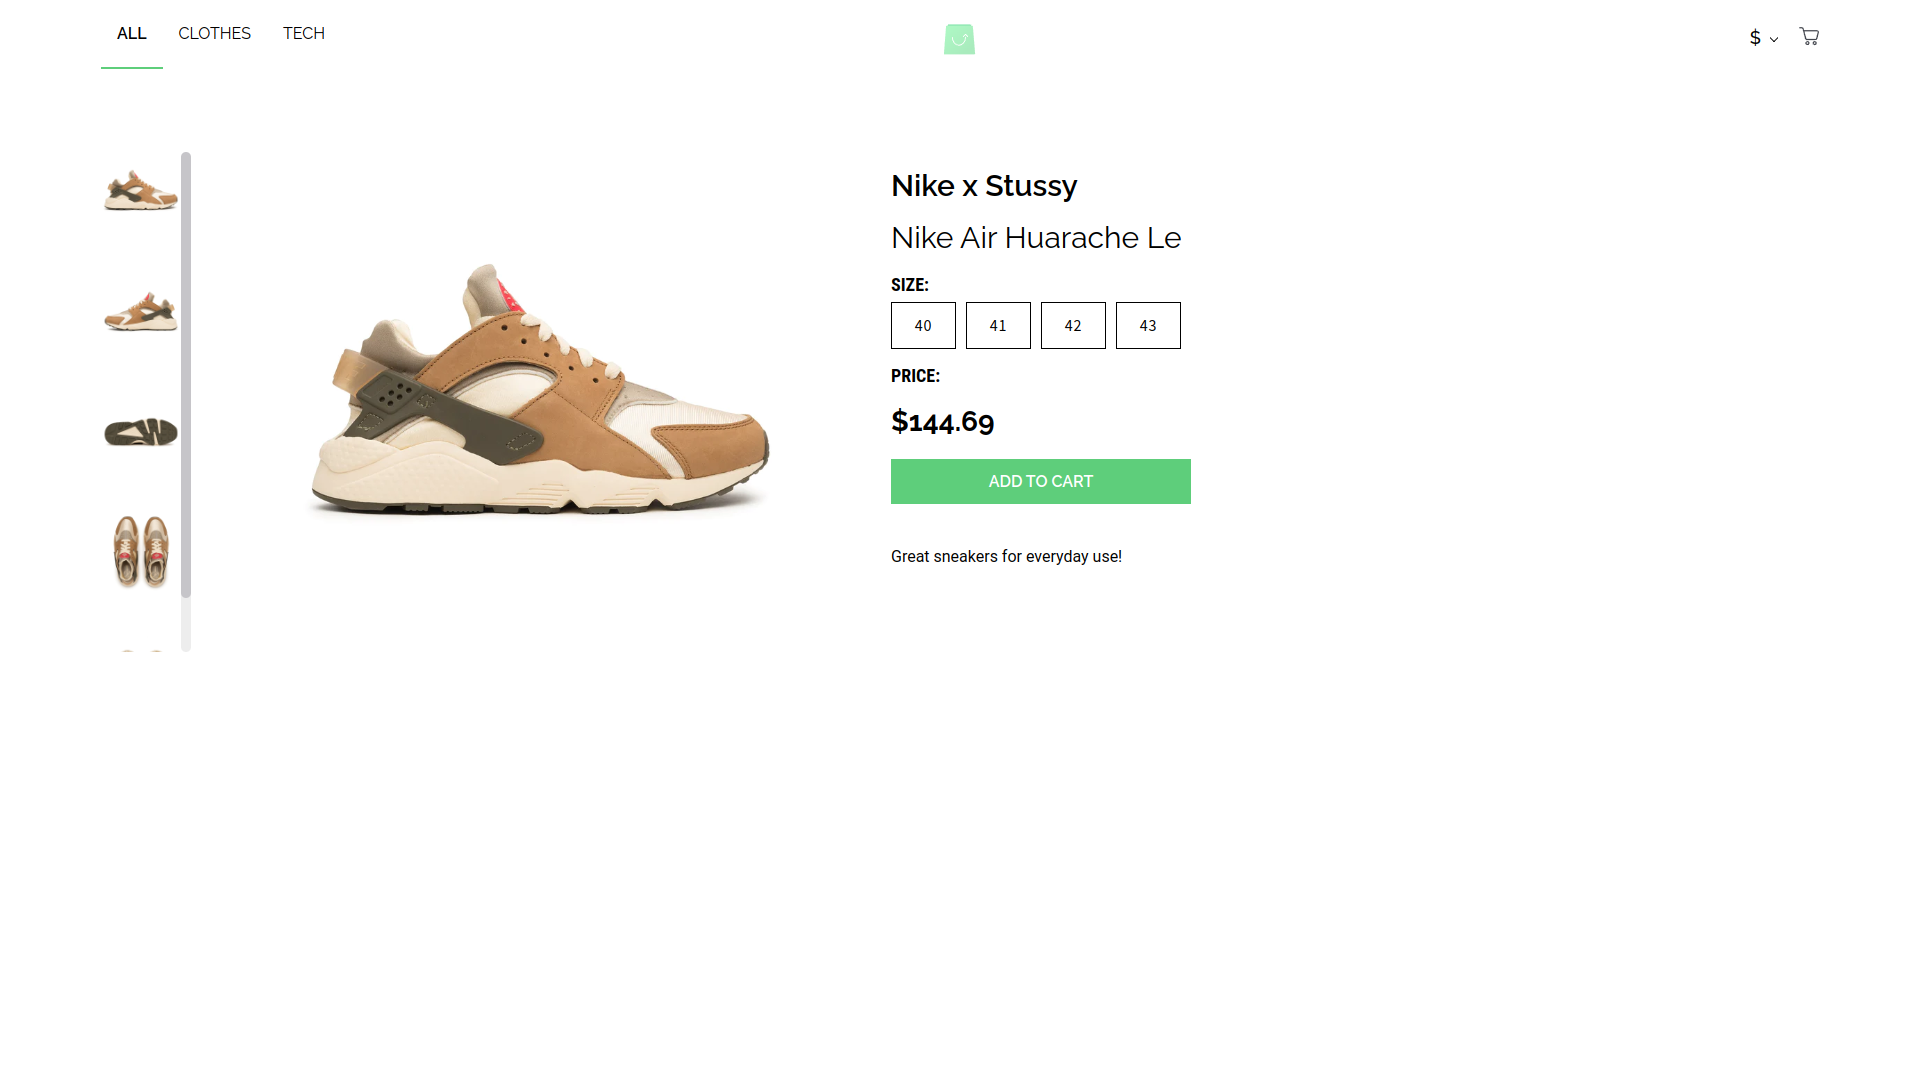 ALL CLOTHES TECH $
Nike x Stussy
Nike Air Huarache Le
SIZE:
40 41 42 43
PRICE:
$144.69
ADD TO CART
Great sneakers for everyday use!